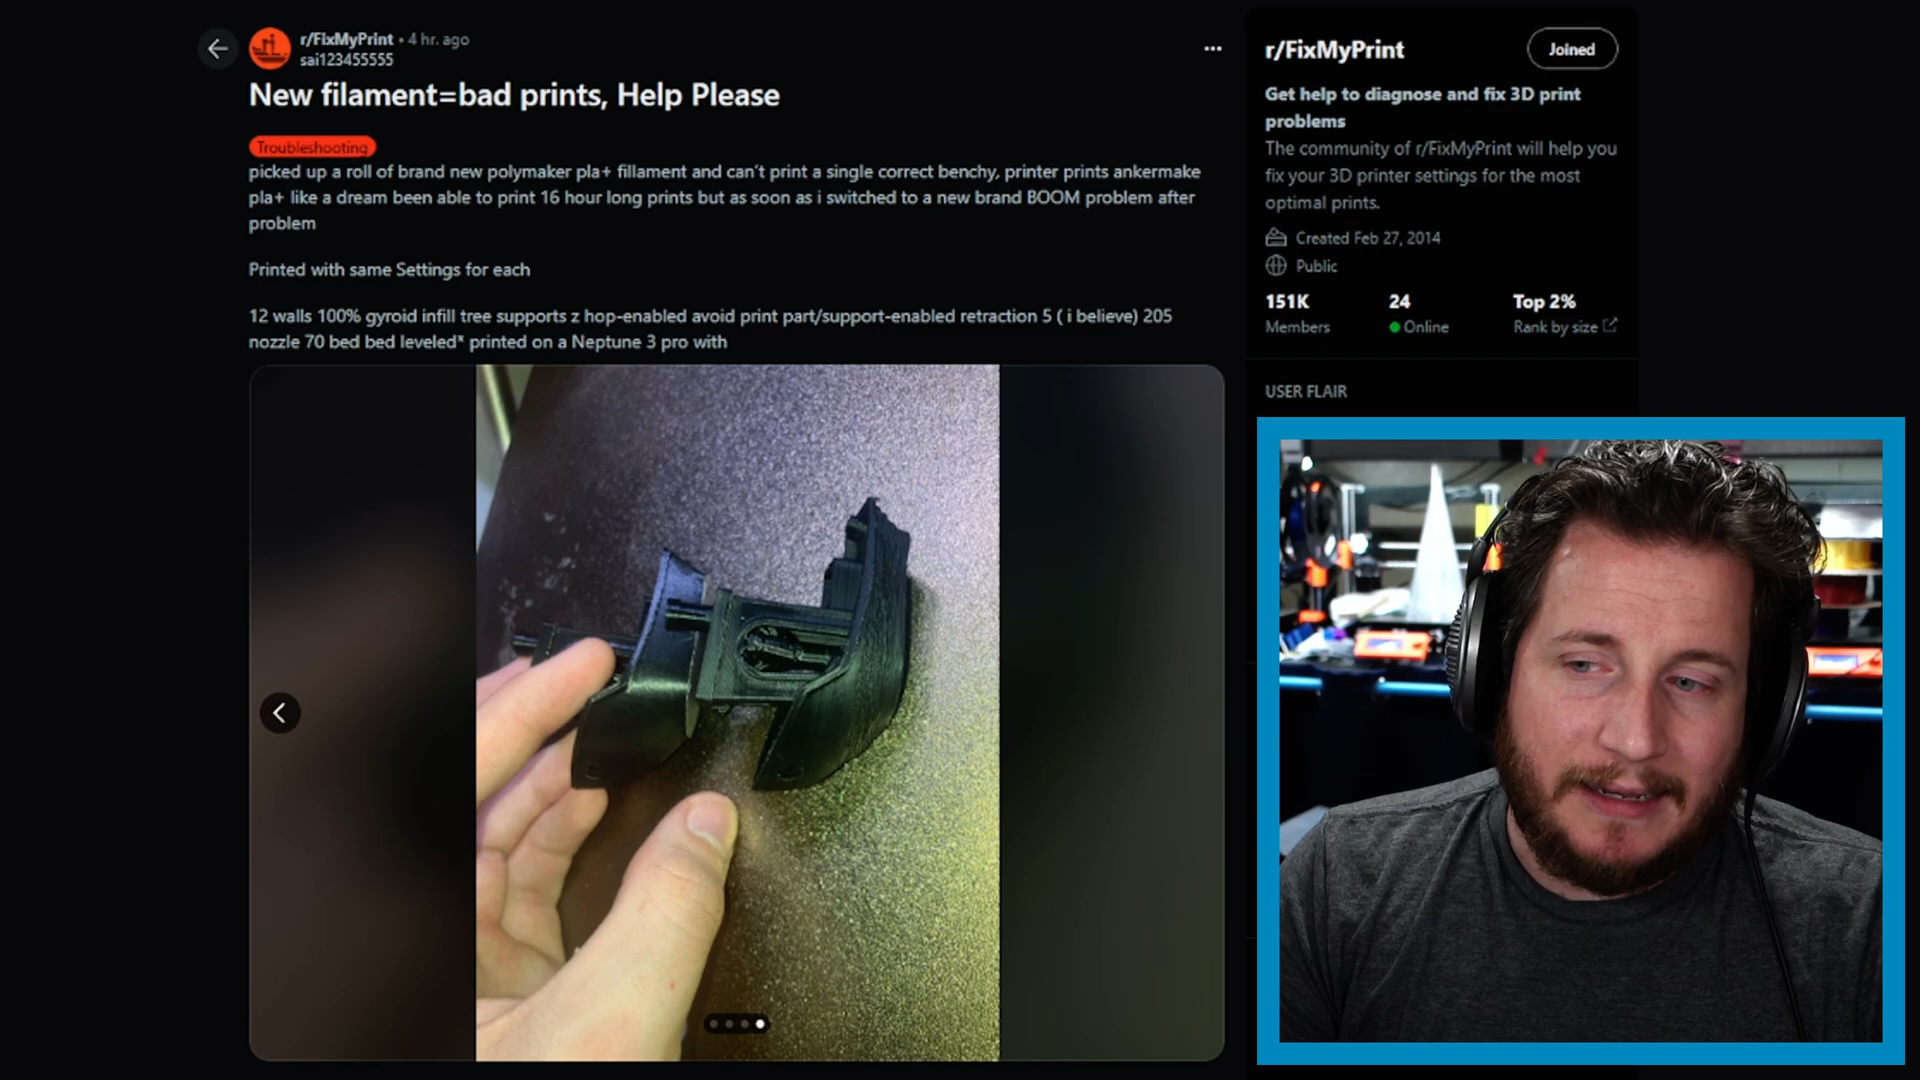 r/FixMyPrint • 4 hr. ago
sai123455555
New filament=bad prints, Help Please
Troubleshooting
picked up a roll of brand new polymaker pla+ fillament and can't print a single correct benchy, printer prints ankermake
pla+ like a dream been able to print 16 hour long prints but as soon as i switched to a new brand BOOM problem after
problem
Printed with same Settings for each
12 walls 100% gyroid infill tree supports z hop-enabled avoid print part/support-enabled retraction 5 ( i believe) 205
nozzle 70 bed bed leveled* printed on a Neptune 3 pro with
r/FixMyPrint
Joined
Get help to diagnose and fix 3D print
problems
The community of r/FixMyPrint will help you
fix your 3D printer settings for the most
optimal prints.
Created Feb 27, 2014
Public
151K 24 Top 2%
Members Online Rank by size
USER FLAIR